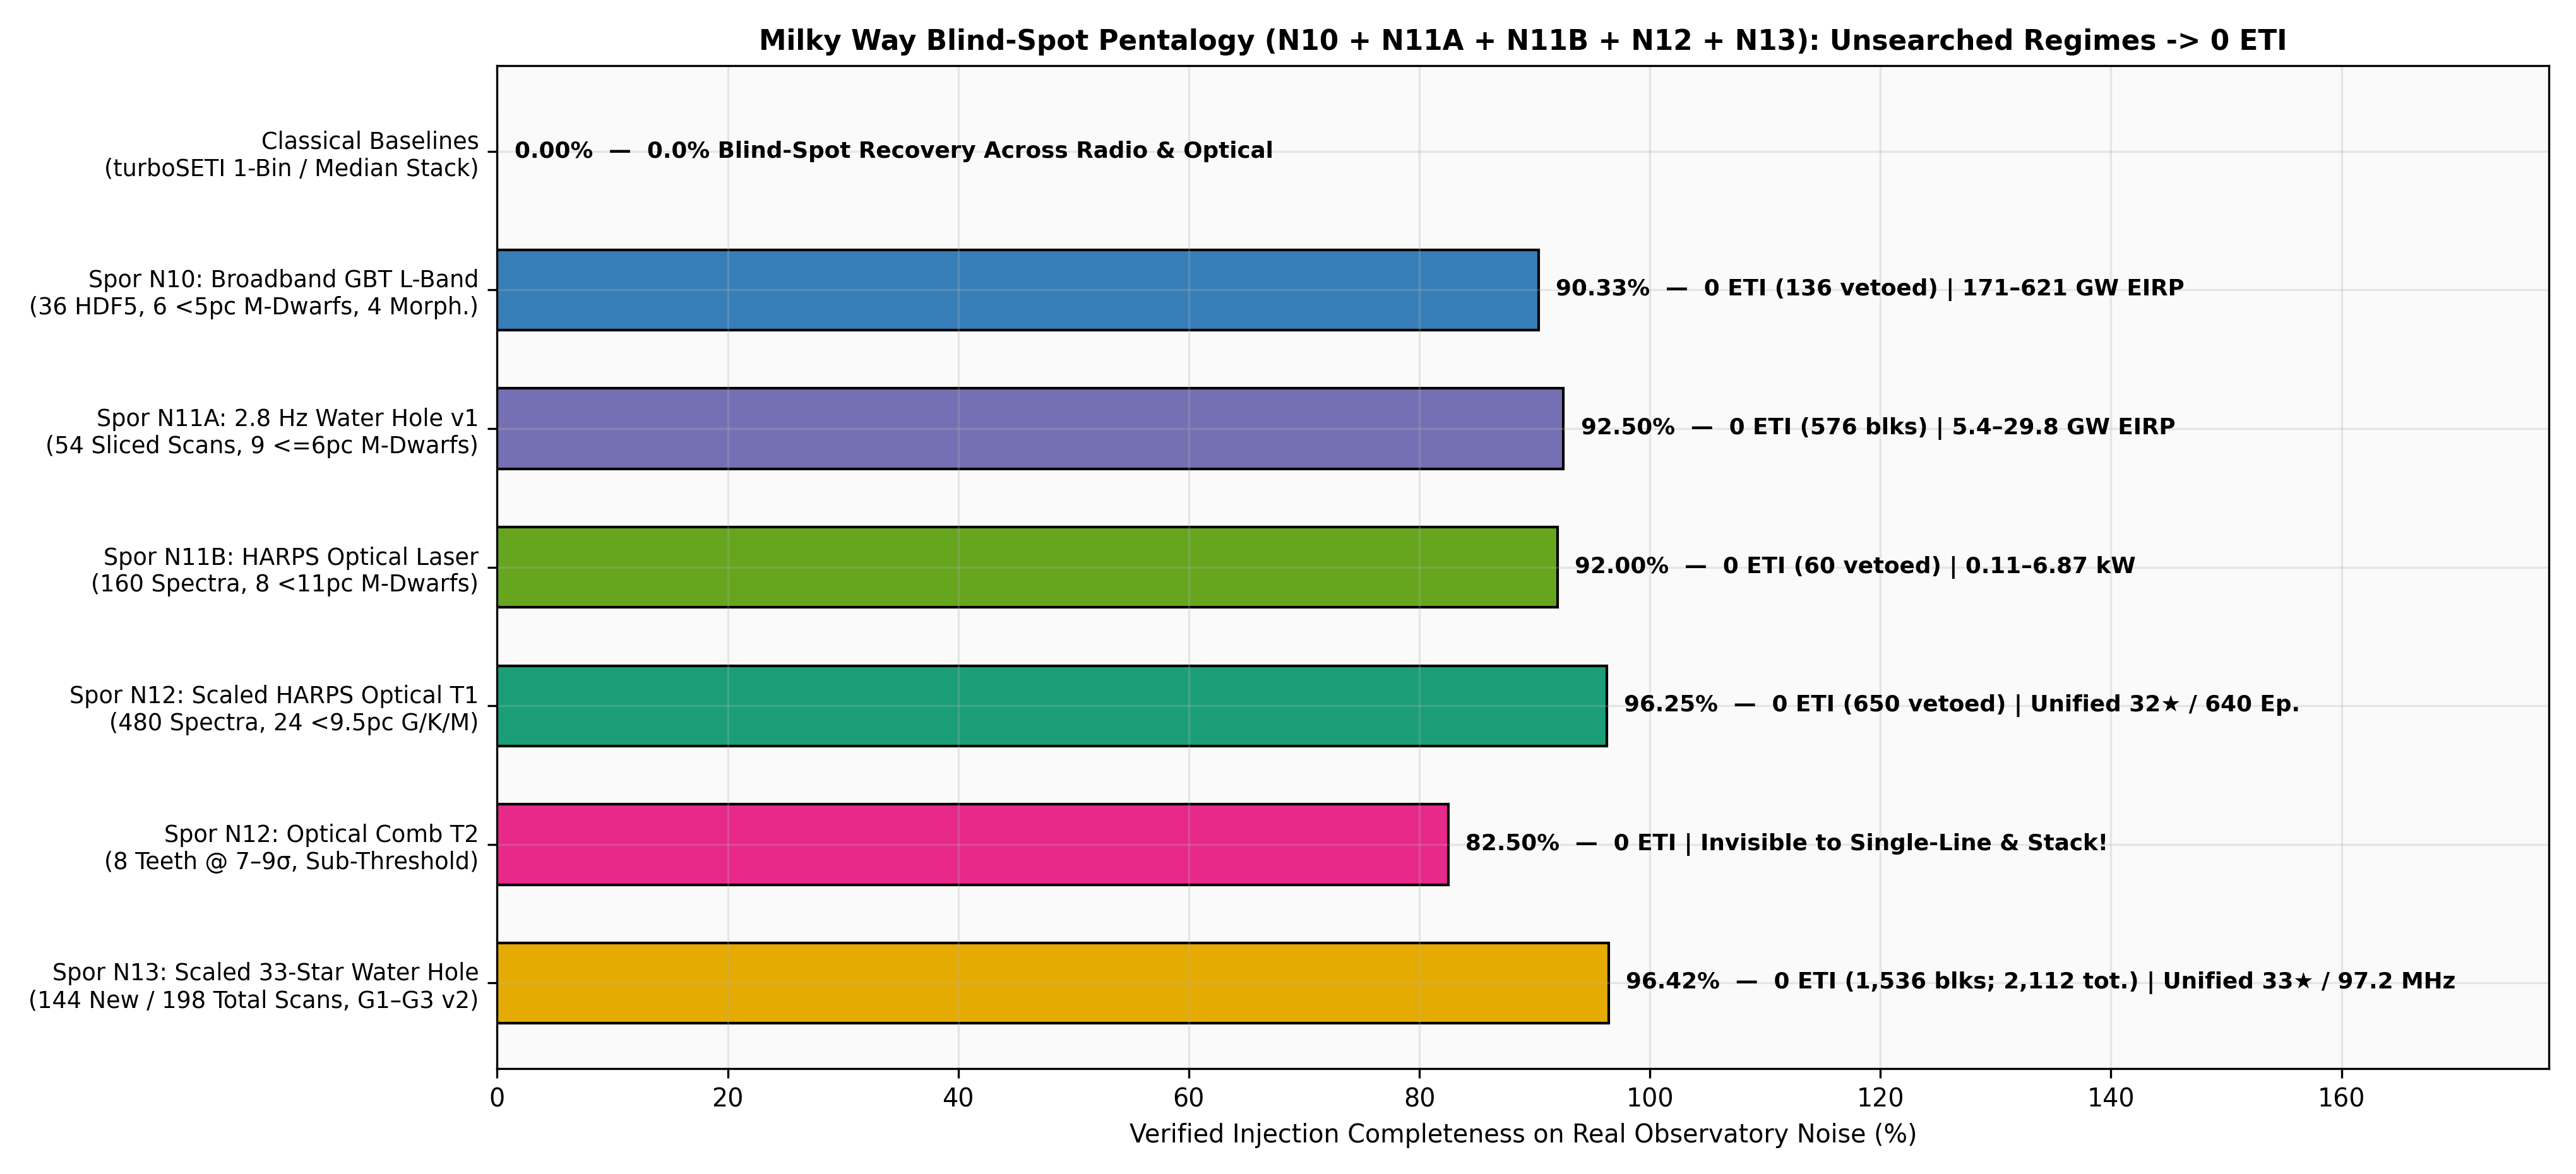 Milky Way Blind-Spot Pentalogy (N10 + N11A + N11B + N12 + N13): Unsearched Regimes -> 0 ETI
Classical Baselines
(turboSETI 1-Bin / Median Stack)
0.00%  —  0.0% Blind-Spot Recovery Across Radio & Optical
Spor N10: Broadband GBT L-Band
(36 HDF5, 6 <5pc M-Dwarfs, 4 Morph.)
90.33%  —  0 ETI (136 vetoed) | 171–621 GW EIRP
Spor N11A: 2.8 Hz Water Hole v1
(54 Sliced Scans, 9 <=6pc M-Dwarfs)
92.50%  —  0 ETI (576 blks) | 5.4–29.8 GW EIRP
Spor N11B: HARPS Optical Laser
(160 Spectra, 8 <11pc M-Dwarfs)
92.00%  —  0 ETI (60 vetoed) | 0.11–6.87 kW
Spor N12: Scaled HARPS Optical T1
(480 Spectra, 24 <9.5pc G/K/M)
96.25%  —  0 ETI (650 vetoed) | Unified 32★ / 640 Ep.
Spor N12: Optical Comb T2
(8 Teeth @ 7–9σ, Sub-Threshold)
82.50%  —  0 ETI | Invisible to Single-Line & Stack!
Spor N13: Scaled 33-Star Water Hole
(144 New / 198 Total Scans, G1–G3 v2)
96.42%  —  0 ETI (1,536 blks; 2,112 tot.) | Unified 33★ / 97.2 MHz
0 20 40 60 80 100 120 140 160
Verified Injection Completeness on Real Observatory Noise (%)